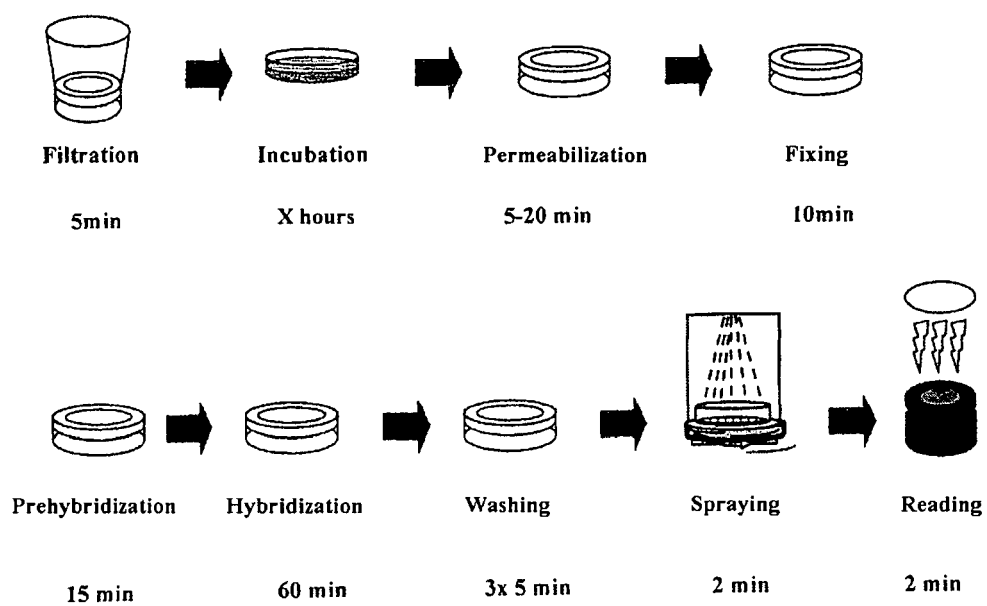 Filtration Incubation Permeabilization Fixing
5min X hours 5-20 min 10min
Prehybridization Hybridization Washing Spraying Reading
15 min 60 min 3x 5 min 2 min 2 min